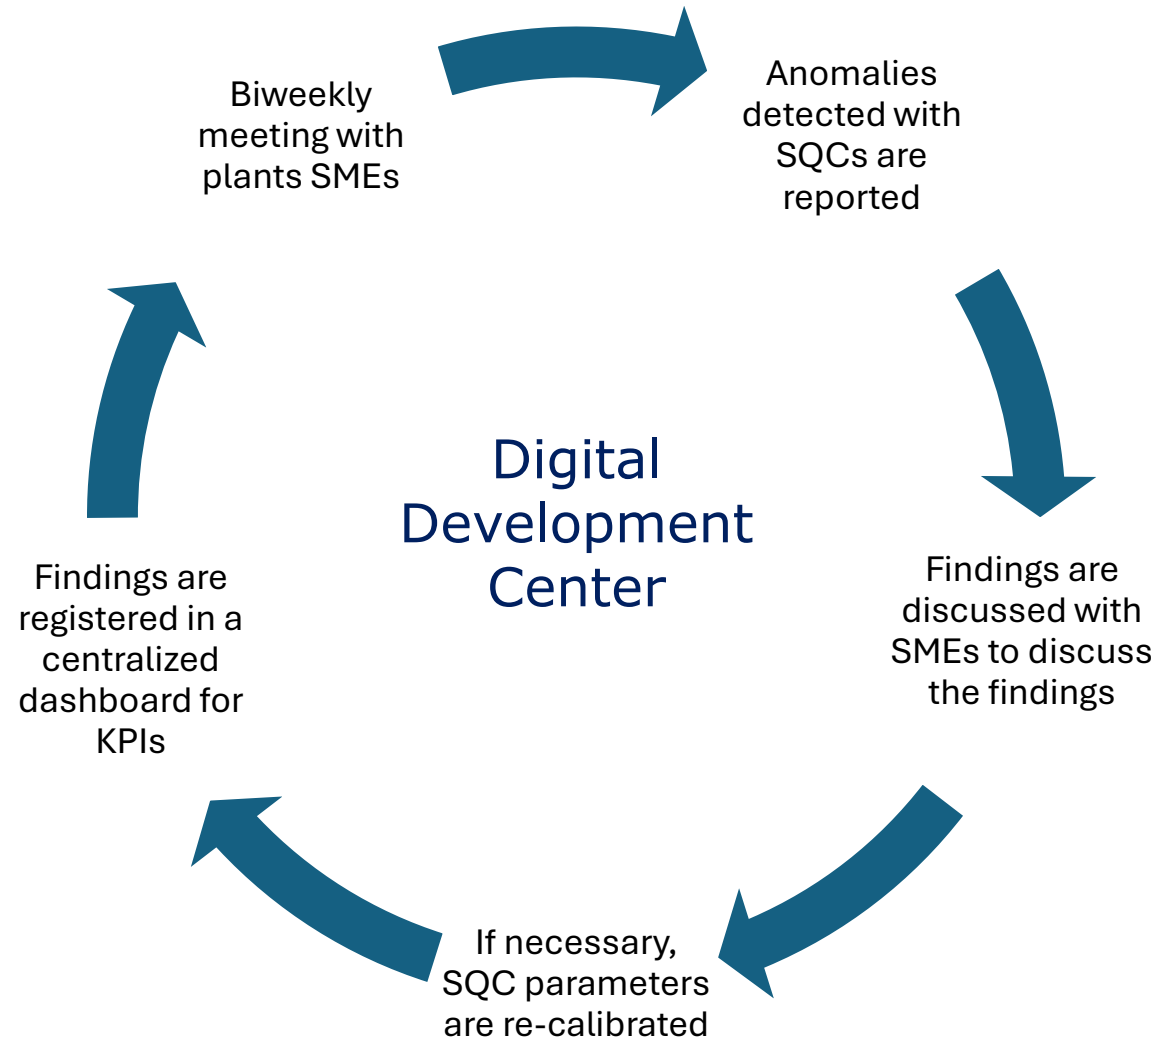 Biweekly
meeting with
plants SMEs
Anomalies
detected with
SQCs are
reported
Findings are
discussed with
SMEs to discuss
the findings
If necessary,
SQC parameters
are re-calibrated
Findings are
registered in a
centralized
dashboard for
KPIs
Digital
Development
Center